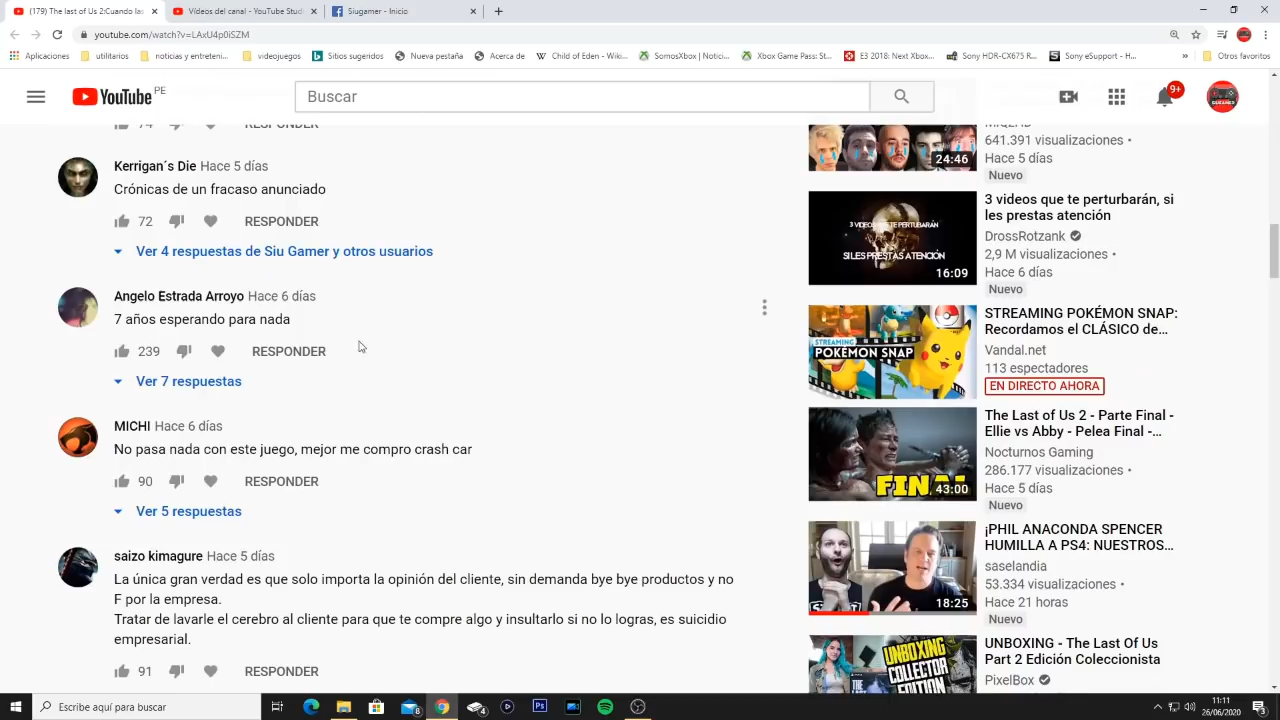 (179) The last of Us 2:Cuando las
Vídeos del canal - YouTube Studi
Siugamer - Inicio
youtube.com/watch?v=LAxU4p0iSZM
Aplicaciones
utilitarios
noticias y entreteni...
videojuegos
Sitios sugeridos
Nueva pestaña
Acerca de
Child of Eden - Wiki...
SomosXbox | Notici...
Xbox Game Pass: St...
E3 2018: Next Xbox...
Sony HDR-CX675 R...
Sony eSupport - H...
»
Otros favoritos
YouTube PE
Buscar
9+
74
RESPONDER
Kerrigan´s Die Hace 5 días
Crónicas de un fracaso anunciado
72
RESPONDER
Ver 4 respuestas de Siu Gamer y otros usuarios
Angelo Estrada Arroyo Hace 6 días
7 años esperando para nada
239
RESPONDER
Ver 7 respuestas
MICHI Hace 6 días
No pasa nada con este juego, mejor me compro crash car
90
RESPONDER
Ver 5 respuestas
saizo kimagure Hace 5 días
La única gran verdad es que solo importa la opinión del cliente, sin demanda bye bye productos y no
F por la empresa.
Tratar de lavarle el cerebro al cliente para que te compre algo y insultarlo si no lo logras, es suicidio
empresarial.
91
RESPONDER
24:46
641.391 visualizaciones •
Hace 5 días
Nuevo
3 VIDEOS QUE TE PERTURBARÁN
SI LES PRESTAS ATENCIÓN
16:09
3 videos que te perturbarán, si
les prestas atención
DrossRotzank
2,9 M visualizaciones •
Hace 6 días
Nuevo
STREAMING
POKÉMON SNAP
STREAMING POKÉMON SNAP:
Recordamos el CLÁSICO de...
Vandal.net
113 espectadores
EN DIRECTO AHORA
FINAL
43:00
The Last of Us 2 - Parte Final -
Ellie vs Abby - Pelea Final -...
Nocturnos Gaming
286.177 visualizaciones •
Hace 5 días
Nuevo
18:25
¡PHIL ANACONDA SPENCER
HUMILLA A PS4: NUESTROS...
saselandia
53.334 visualizaciones •
Hace 21 horas
Nuevo
UNBOXING
COLLECTOR
EDITION
UNBOXING - The Last Of Us
Part 2 Edición Coleccionista
PixelBox
Escribe aquí para buscar
11:11
26/06/2020